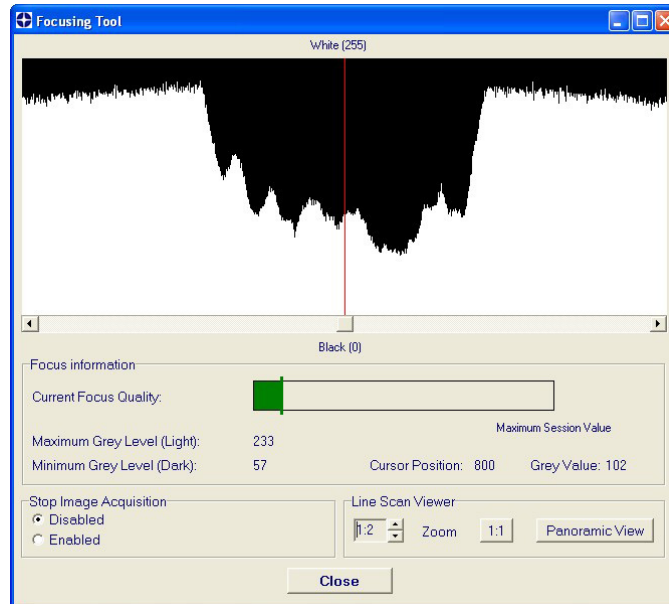 Focusing Tool
White (255)
Black (0)
Focus information
Current Focus Quality:
Maximum Session Value
Maximum Grey Level (Light): 233
Minimum Grey Level (Dark): 57 Cursor Position: 800 Grey Value: 102
Stop Image Acquisition
Disabled
Enabled
Line Scan Viewer
1:2 Zoom 1:1 Panoramic View
Close